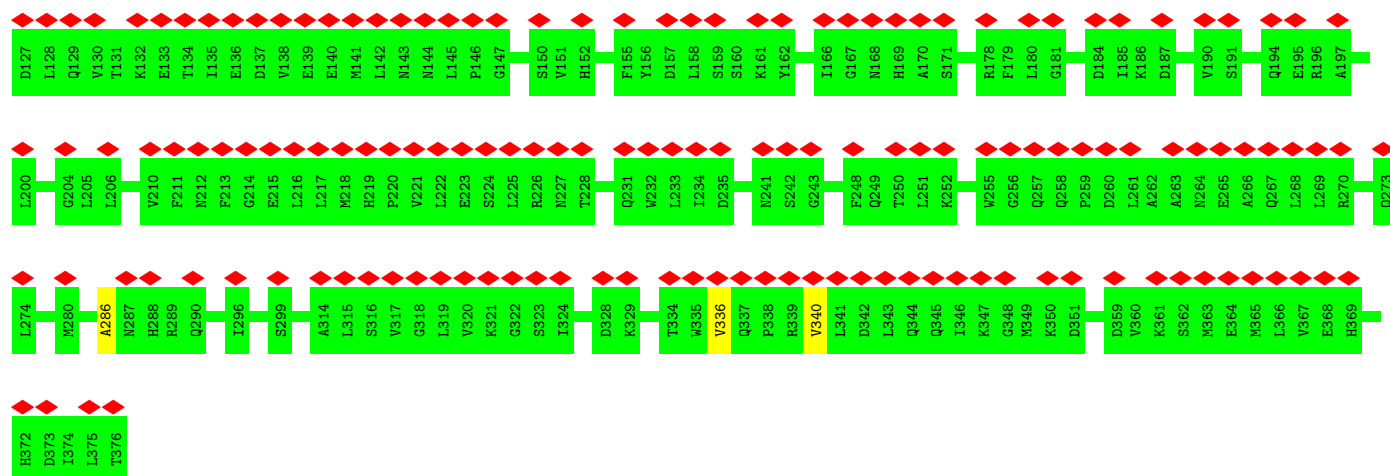 D127 L128 Q129 V130 T131 K132 E133 T134 I135 E136 D137 V138 E139 E140 M141 L142 N143 N144 L145 P146 G147 S150 V151 H152 F155 Y156 D157 L158 S159 S160 K161 Y162 I166 G167 N168 H169 A170 S171 R178 F179 L180 G181 D184 I185 K186 D187 V190 S191 Q194 E195 R196 A197
L200 G204 L205 L206 V210 F211 N212 F213 G214 E215 L216 L217 M218 H219 P220 V221 L222 E223 S224 L225 R226 N227 T228 Q231 W232 L233 I234 D235 N241 S242 G243 F248 Q249 T250 L251 K252 W255 G256 Q257 Q258 P259 D260 L261 A262 A263 N264 E265 A266 Q267 L268 L269 R270 Q273
L274 M280 A286 N287 H288 R289 Q290 I296 S299 A314 L315 S316 V317 G318 L319 V320 K321 G322 S323 I324 D328 K329 T334 W335 V336 Q337 P338 R339 V340 L341 D342 L343 Q344 Q345 I346 K347 G348 M349 K350 D351 D359 V360 K361 S362 M363 E364 M365 L366 V367 E368 H369
H372 D373 I374 L375 T376